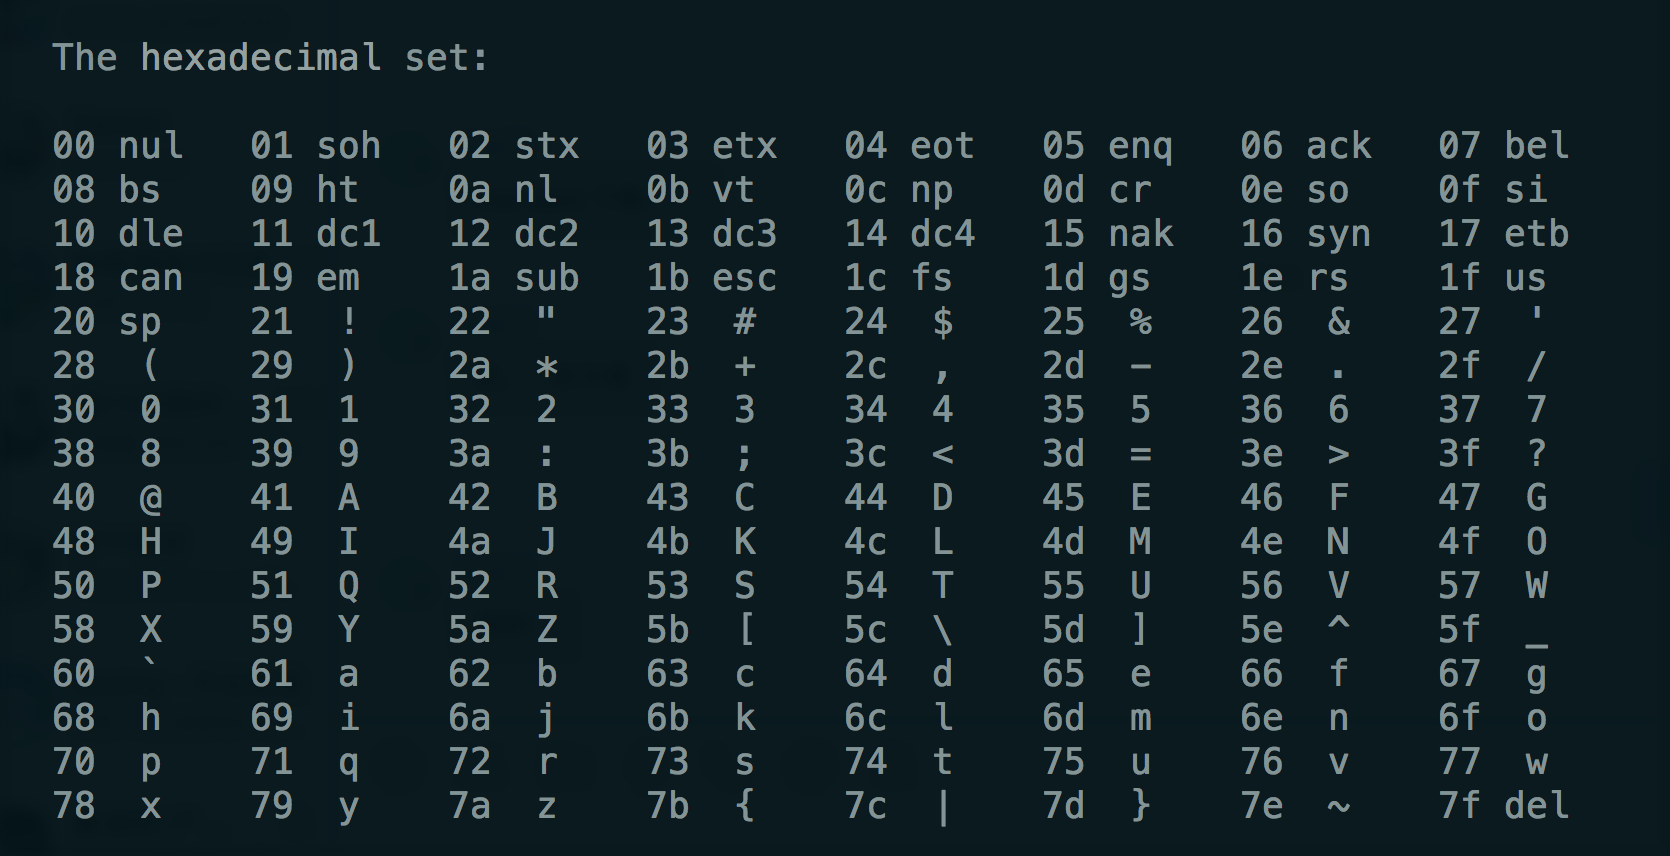 The hexadecimal set:
00 nul   01 soh   02 stx   03 etx   04 eot   05 enq   06 ack   07 bel
08 bs    09 ht    0a nl    0b vt    0c np    0d cr    0e so    0f si
10 dle   11 dc1   12 dc2   13 dc3   14 dc4   15 nak   16 syn   17 etb
18 can   19 em    1a sub   1b esc   1c fs    1d gs    1e rs    1f us
20 sp    21  !    22  "    23  #    24  $    25  %    26  &    27  '
28  (    29  )    2a  *    2b  +    2c  ,    2d  -    2e  .    2f  /
30  0    31  1    32  2    33  3    34  4    35  5    36  6    37  7
38  8    39  9    3a  :    3b  ;    3c  <    3d  =    3e  >    3f  ?
40  @    41  A    42  B    43  C    44  D    45  E    46  F    47  G
48  H    49  I    4a  J    4b  K    4c  L    4d  M    4e  N    4f  O
50  P    51  Q    52  R    53  S    54  T    55  U    56  V    57  W
58  X    59  Y    5a  Z    5b  [    5c  \    5d  ]    5e  ^    5f  _
60  `    61  a    62  b    63  c    64  d    65  e    66  f    67  g
68  h    69  i    6a  j    6b  k    6c  l    6d  m    6e  n    6f  o
70  p    71  q    72  r    73  s    74  t    75  u    76  v    77  w
78  x    79  y    7a  z    7b  {    7c  |    7d  }    7e  ~    7f del